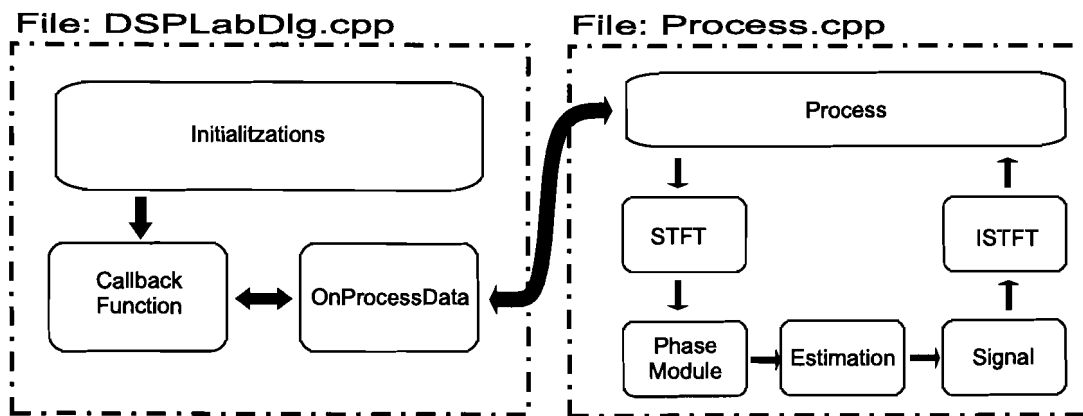 File: DSPLabDlg.cpp
Initialitzations
Callback
Function
OnProcessData
File: Process.cpp
Process
STFT
ISTFT
Phase
Module
Estimation
Signal